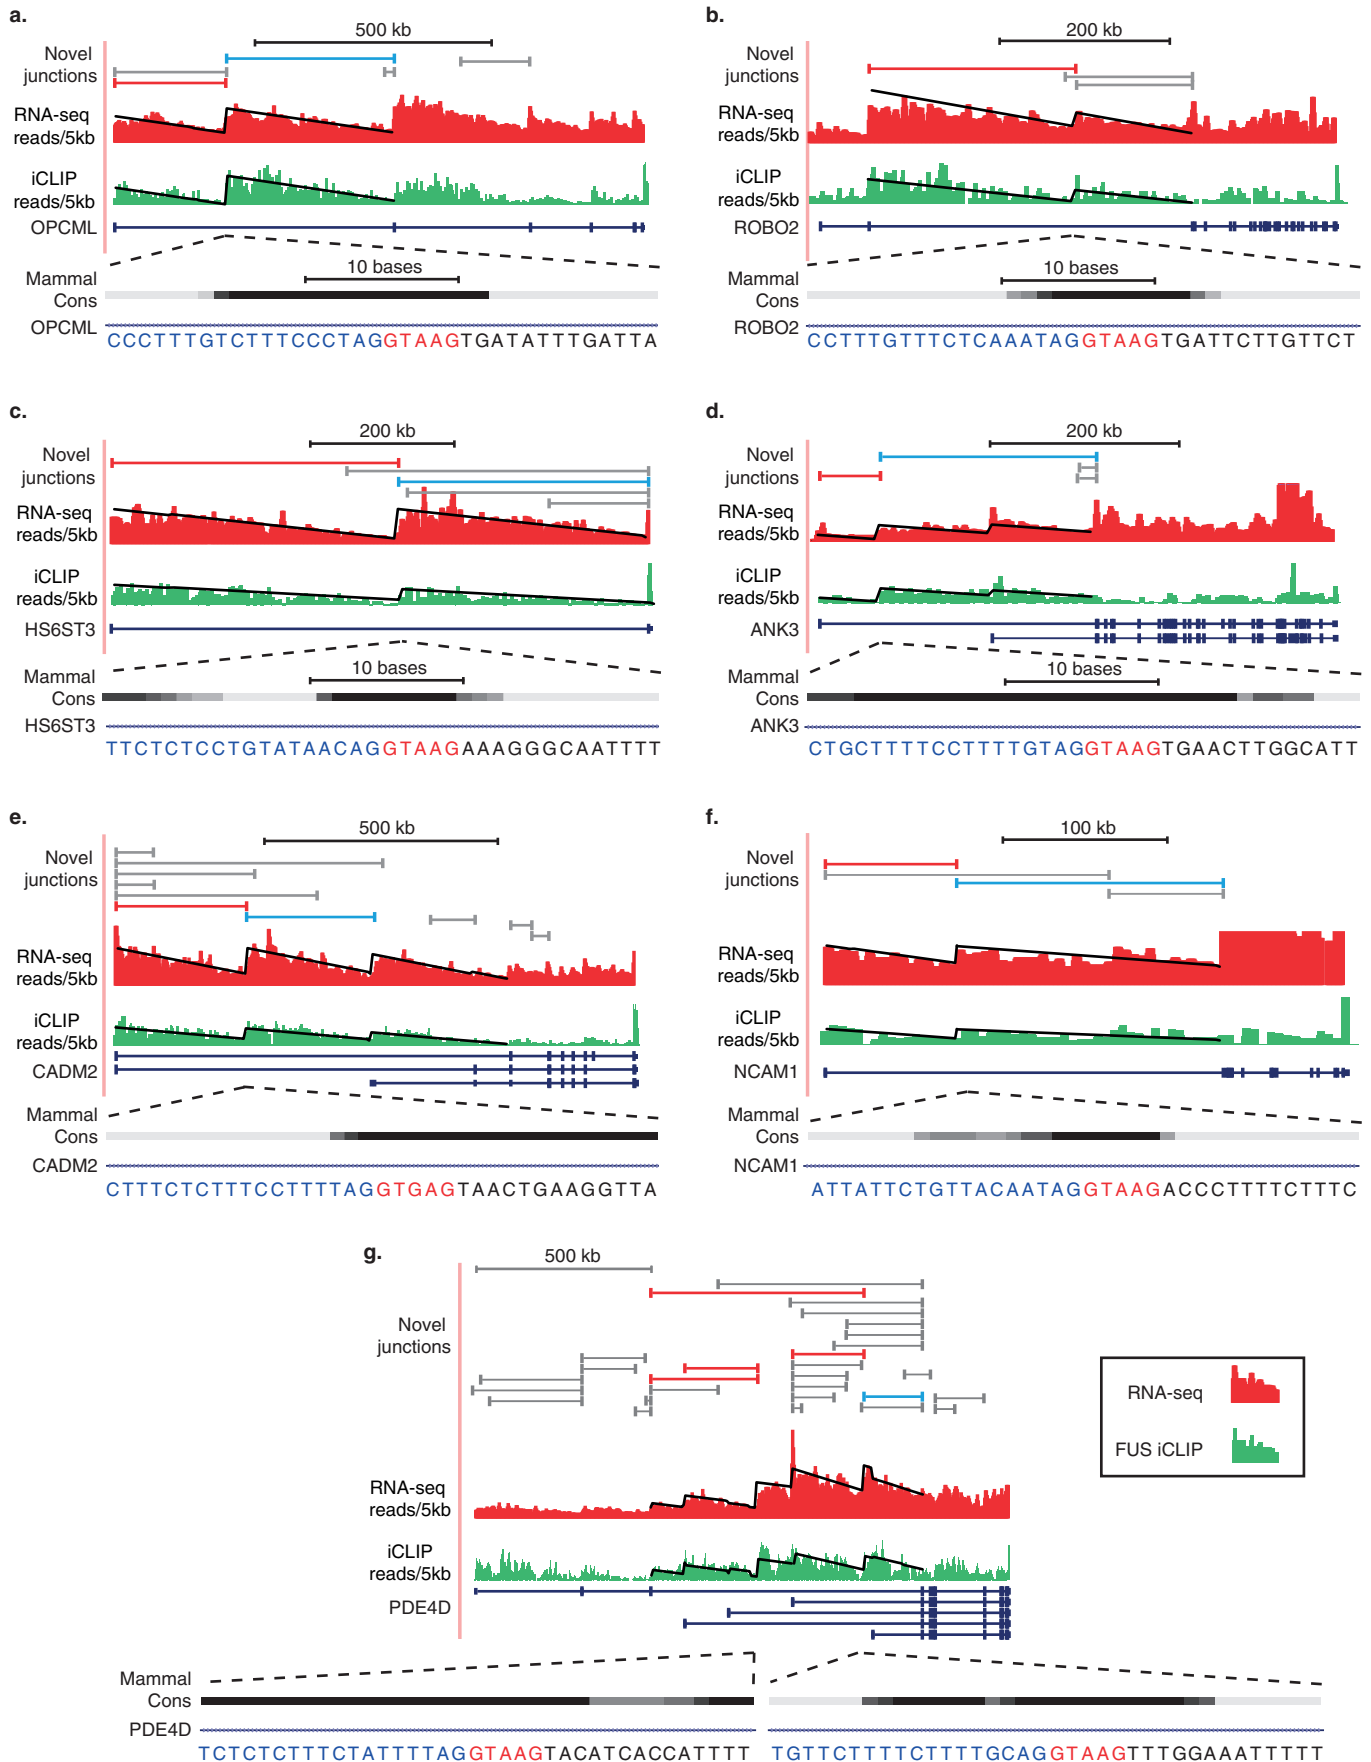 a.
500 kb
Novel
junctions
RNA-seq
reads/5kb
iCLIP
reads/5kb
OPCML
10 bases
Mammal
Cons
OPCML
CCCTTTGTCTTTCCCTAGGTAAGTGATATTTGATTA
b.
200 kb
Novel
junctions
RNA-seq
reads/5kb
iCLIP
reads/5kb
ROBO2
10 bases
Mammal
Cons
ROBO2
CCTTTGTTTCTCAAATAGGTAAGTGATTCTTGTTCT
c.
200 kb
Novel
junctions
RNA-seq
reads/5kb
iCLIP
reads/5kb
HS6ST3
10 bases
Mammal
Cons
HS6ST3
TTCTCTCCTGTATAACAGGTAAGAAAGGGCAATTTT
d.
200 kb
Novel
junctions
RNA-seq
reads/5kb
iCLIP
reads/5kb
ANK3
10 bases
Mammal
Cons
ANK3
CTGCTTTTCCTTTTGTAGGTAAGTGAACTTGGCATT
e.
500 kb
Novel
junctions
RNA-seq
reads/5kb
iCLIP
reads/5kb
CADM2
Mammal
Cons
CADM2
CTTTCTCTTTCCTTTTAGGTGAGTAACTGAAGGTTA
f.
100 kb
Novel
junctions
RNA-seq
reads/5kb
iCLIP
reads/5kb
NCAM1
Mammal
Cons
NCAM1
ATTATTCTGTTACAATAGGTAAGACCCTTTTCTTTC
g.
500 kb
Novel
junctions
RNA-seq
reads/5kb
iCLIP
reads/5kb
PDE4D
RNA-seq
FUS iCLIP
Mammal
Cons
PDE4D
TCTCTCTTTCTATTTTAGGTAAGTACATCACCATTTT
TGTTCTTTTCTTTTGCAGGTAAGTTTGGAAATTTTT